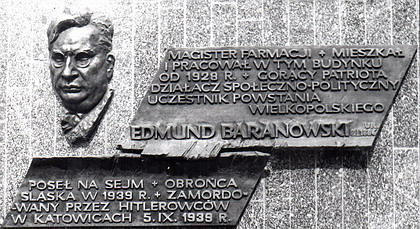 MAGISTER FARMACJI + MIESZKAŁ
I PRACOWAŁ W TYM BUDYNKU
OD 1928 R. + GORĄCY PATRIOTA,
DZIAŁACZ SPOŁECZNO-POLITYCZNY
UCZESTNIK POWSTANIA
WIELKOPOLSKIEGO
EDMUND BARANOWSKI
POSEŁ NA SEJM + OBROŃCA
ŚLĄSKA W 1939 R. + ZAMORDO-
WANY PRZEZ HITLEROWCÓW
W KATOWICACH 5.IX.1939 R.